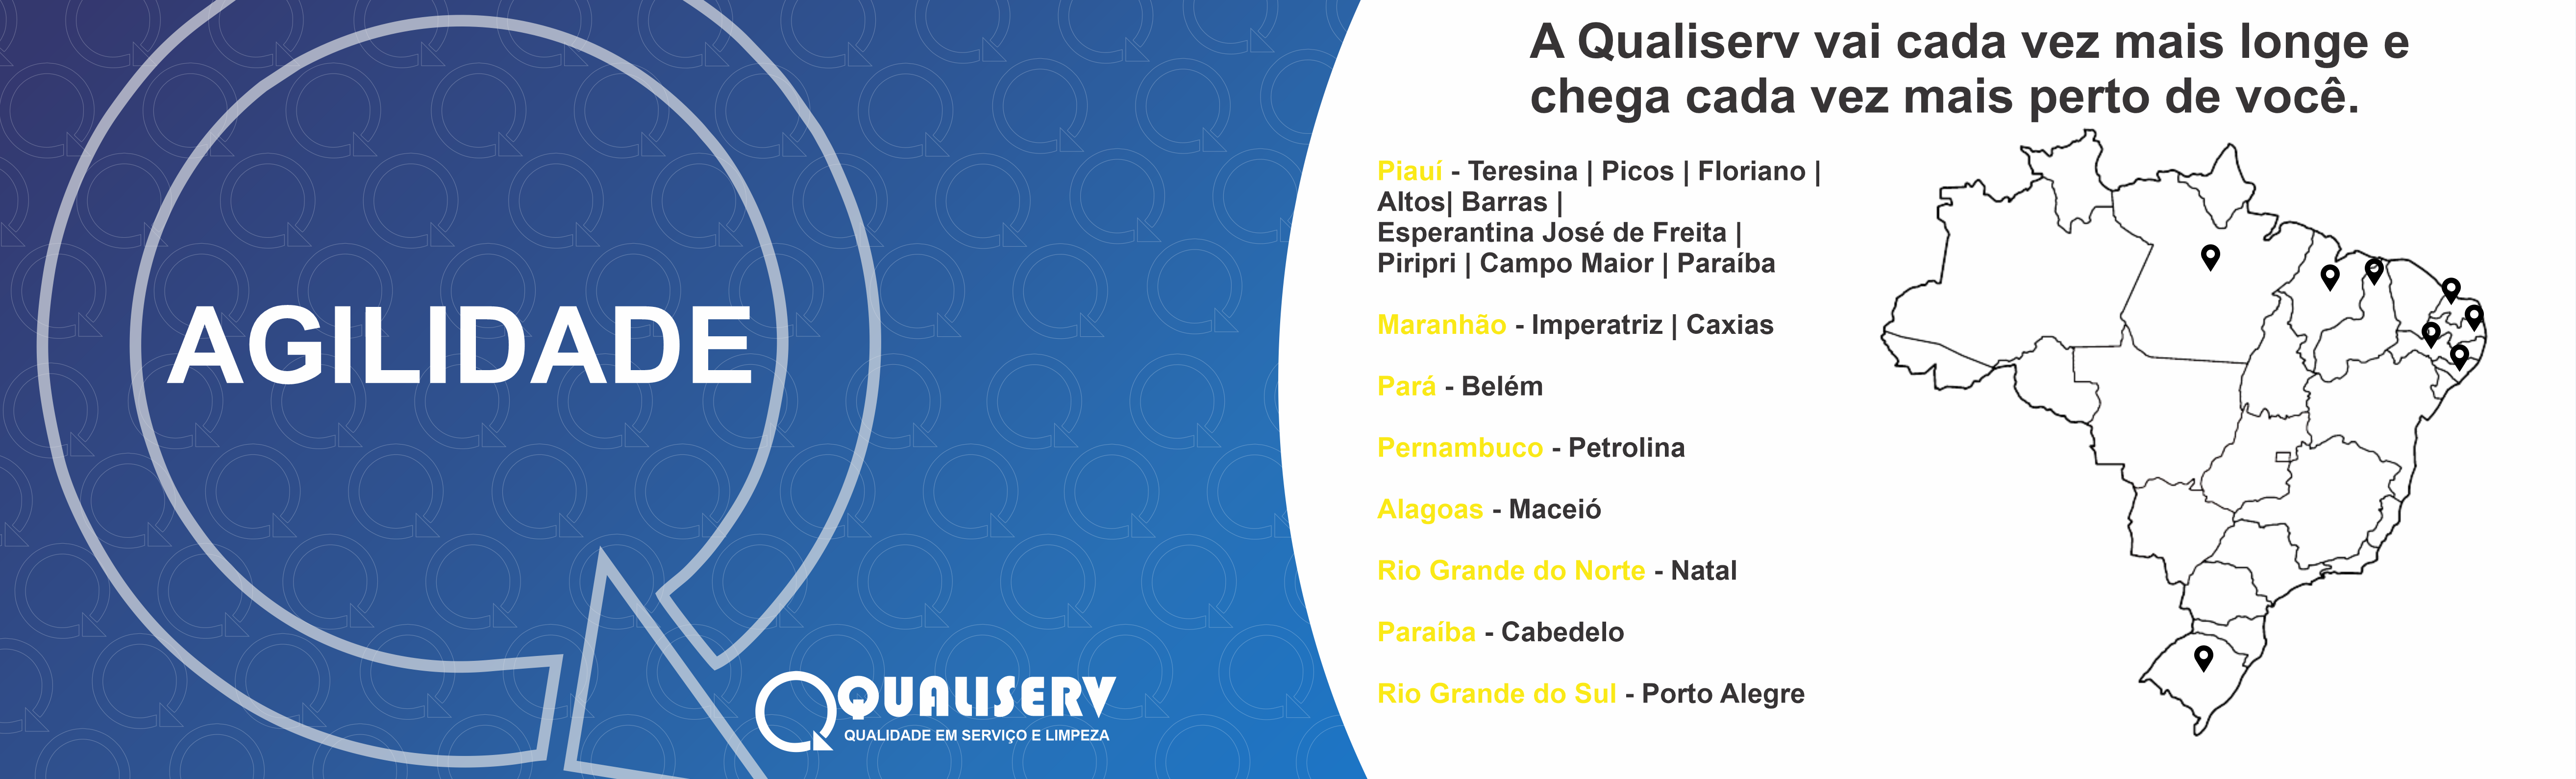 AGILIDADE
QUALISERV
QUALIDADE EM SERVIÇO E LIMPEZA
A Qualiserv vai cada vez mais longe e
chega cada vez mais perto de você.
Piauí - Teresina | Picos | Floriano |
Altos| Barras |
Esperantina José de Freita |
Piripri | Campo Maior | Paraíba
Maranhão - Imperatriz | Caxias
Pará - Belém
Pernambuco - Petrolina
Alagoas - Maceió
Rio Grande do Norte - Natal
Paraíba - Cabedelo
Rio Grande do Sul - Porto Alegre